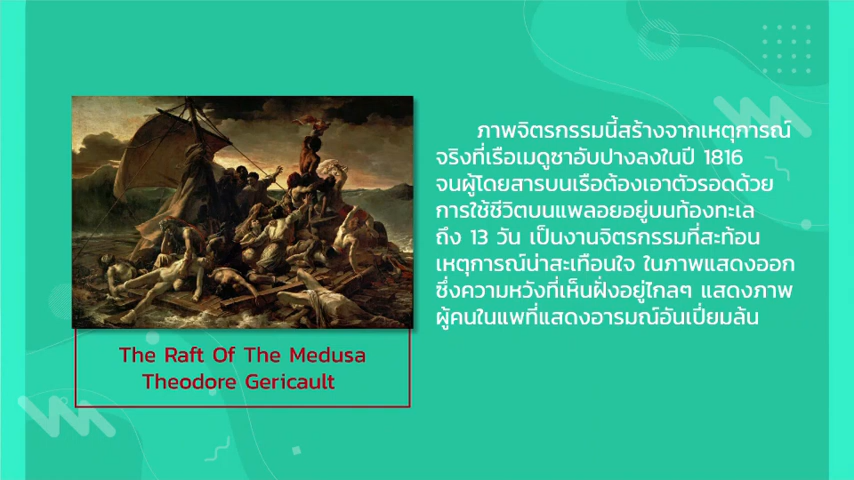 ภาพจิตรกรรมนี้สร้างจากเหตุการณ์
จริงที่เรือเมดูซาอับปางลงในปี 1816
จนผู้โดยสารบนเรือต้องเอาตัวรอดด้วย
การใช้ชีวิตบนแพลอยอยู่บนท้องทะเล
ถึง 13 วัน เป็นงานจิตรกรรมที่สะท้อน
เหตุการณ์น่าสะเทือนใจ ในภาพแสดงออก
ซึ่งความหวังที่เห็นฝั่งอยู่ไกลๆ แสดงภาพ
ผู้คนในแพที่แสดงอารมณ์อันเปี่ยมล้น
The Raft Of The Medusa
Theodore Gericault